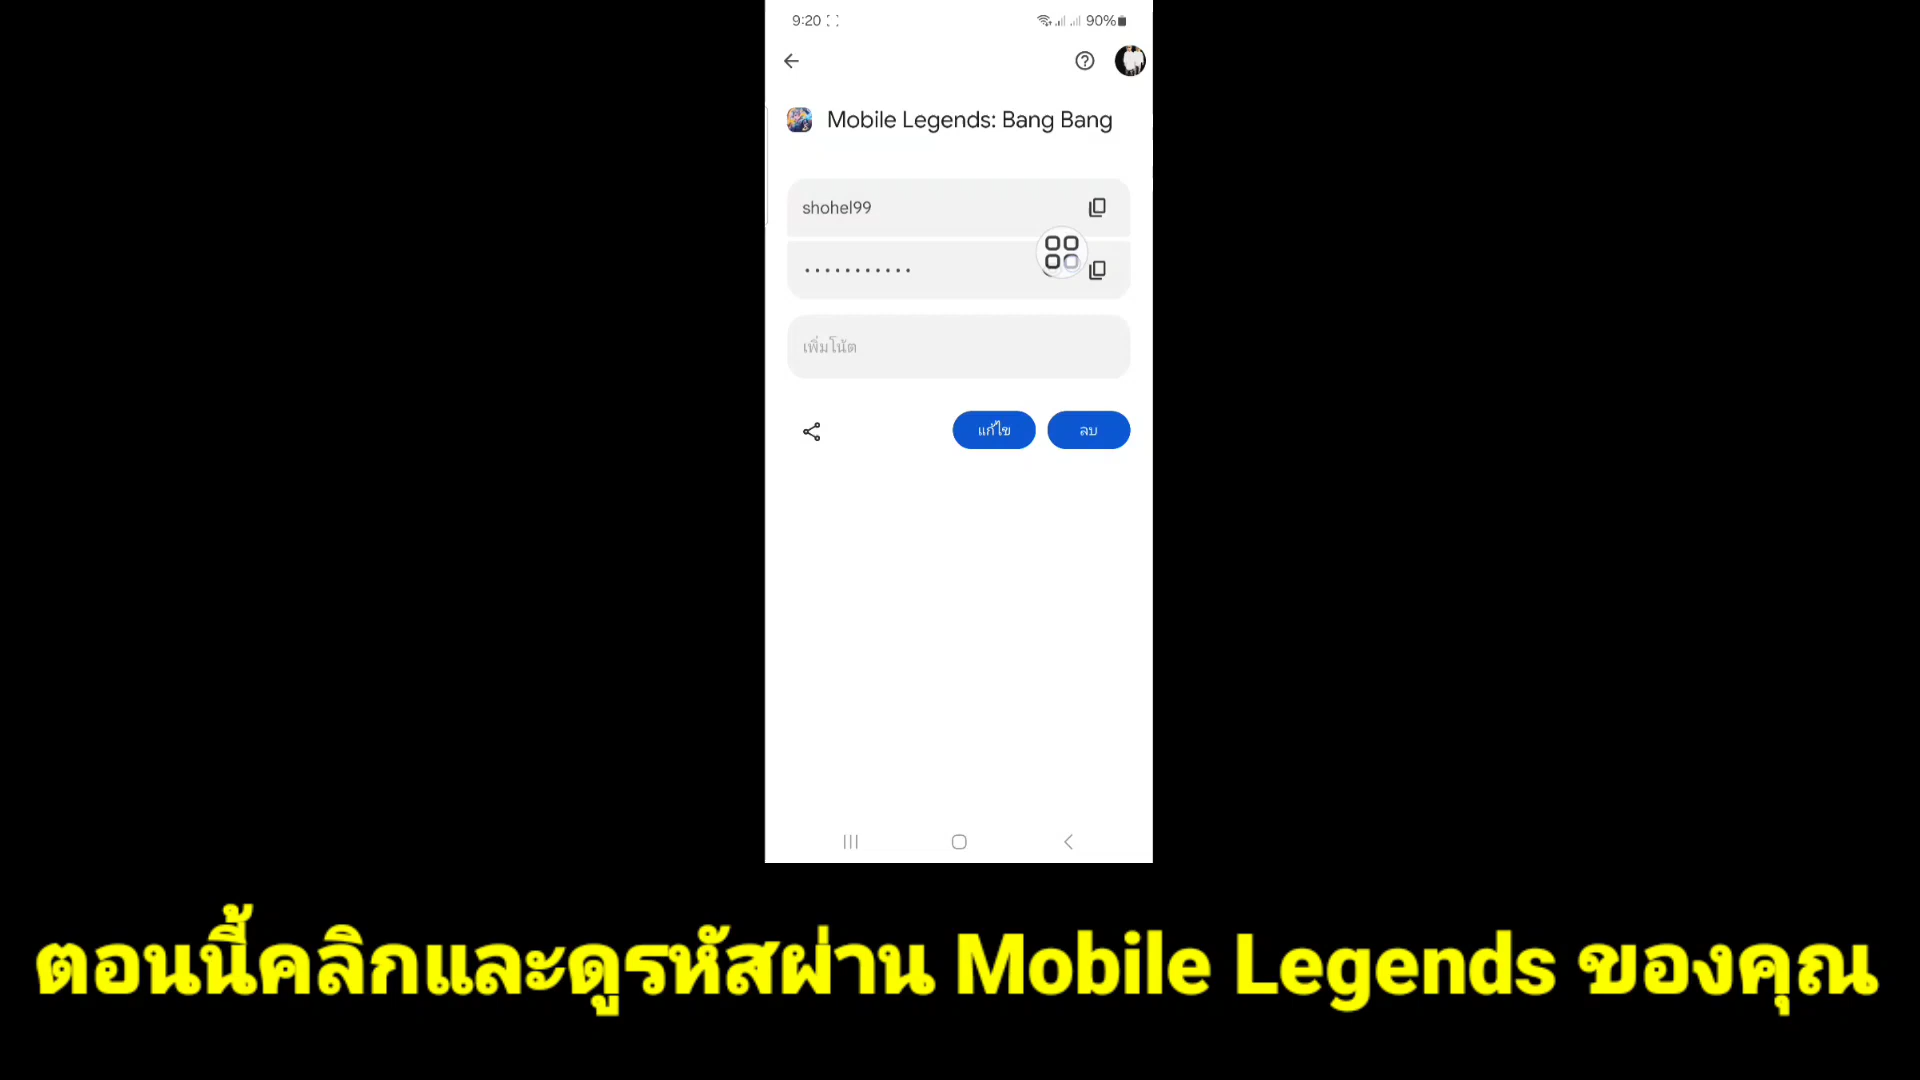 9:20
90%
Mobile Legends: Bang Bang
shohel99
...........
เพิ่มโน้ต
แก้ไข
ลบ
ตอนนี้คลิกและดูรหัสผ่าน Mobile Legends ของคุณ